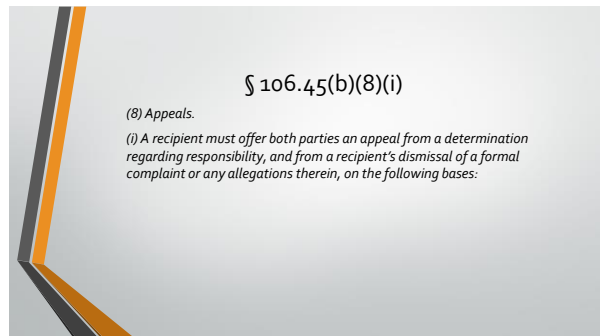 § 106.45(b)(8)(i)
(8) Appeals.
(i) A recipient must offer both parties an appeal from a determination
regarding responsibility, and from a recipient's dismissal of a formal
complaint or any allegations therein, on the following bases: